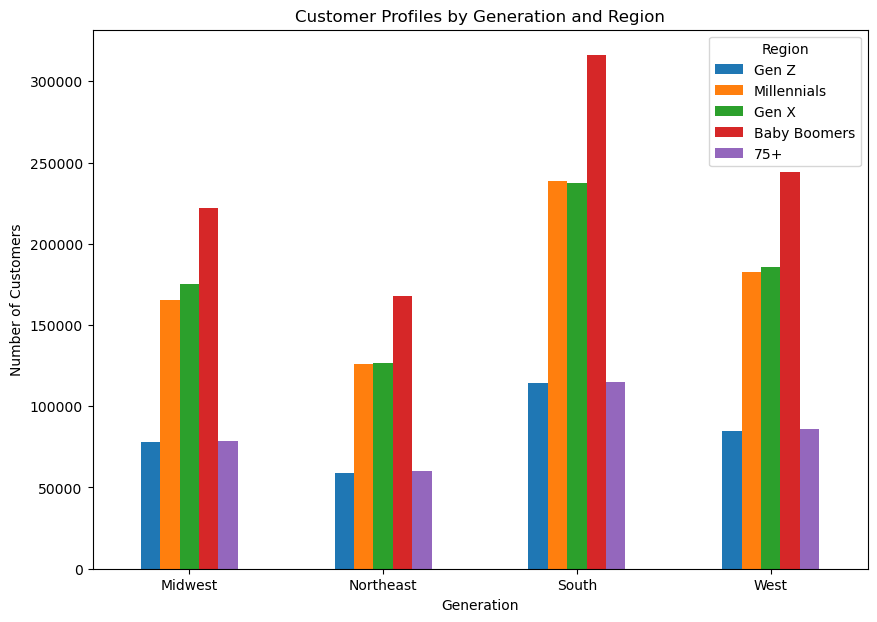 Customer Profiles by Generation and Region
Region
Gen Z
Millennials
Gen X
Baby Boomers
75+
Number of Customers
300000
250000
200000
150000
100000
50000
0
Midwest
Northeast
South
West
Generation